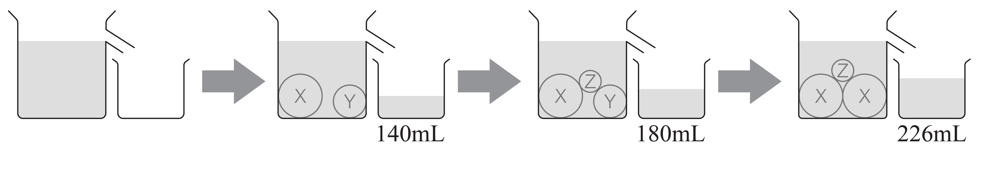 X Y
140mL
X Z Y
180mL
X Z X
226mL